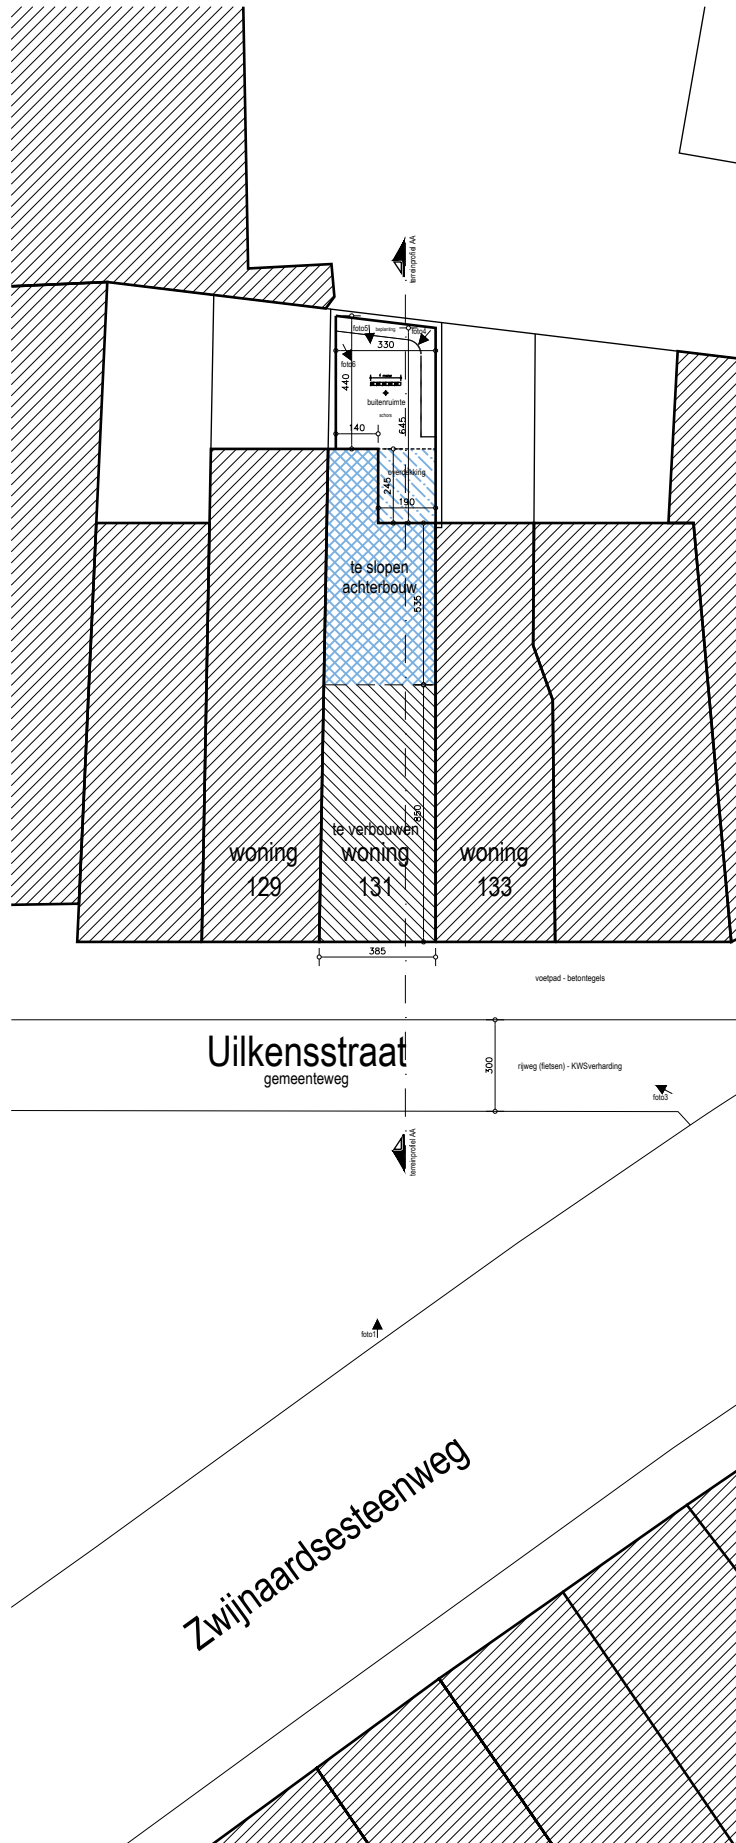 terreinprofiel AA
foto5
beplanting
foto4
330
foto6
440
1 meter
buitenruimte
schors
645
140
overdekking
245
190
te slopen
achterbouw
535
850
te verbouwen
woning
129
woning
131
woning
133
385
voetpad - betontegels
Uilkensstraat
gemeenteweg
300
rijweg (fietsen) - KWSverharding
foto3
terreinprofiel AA
foto1
Zwijnaardsesteenweg